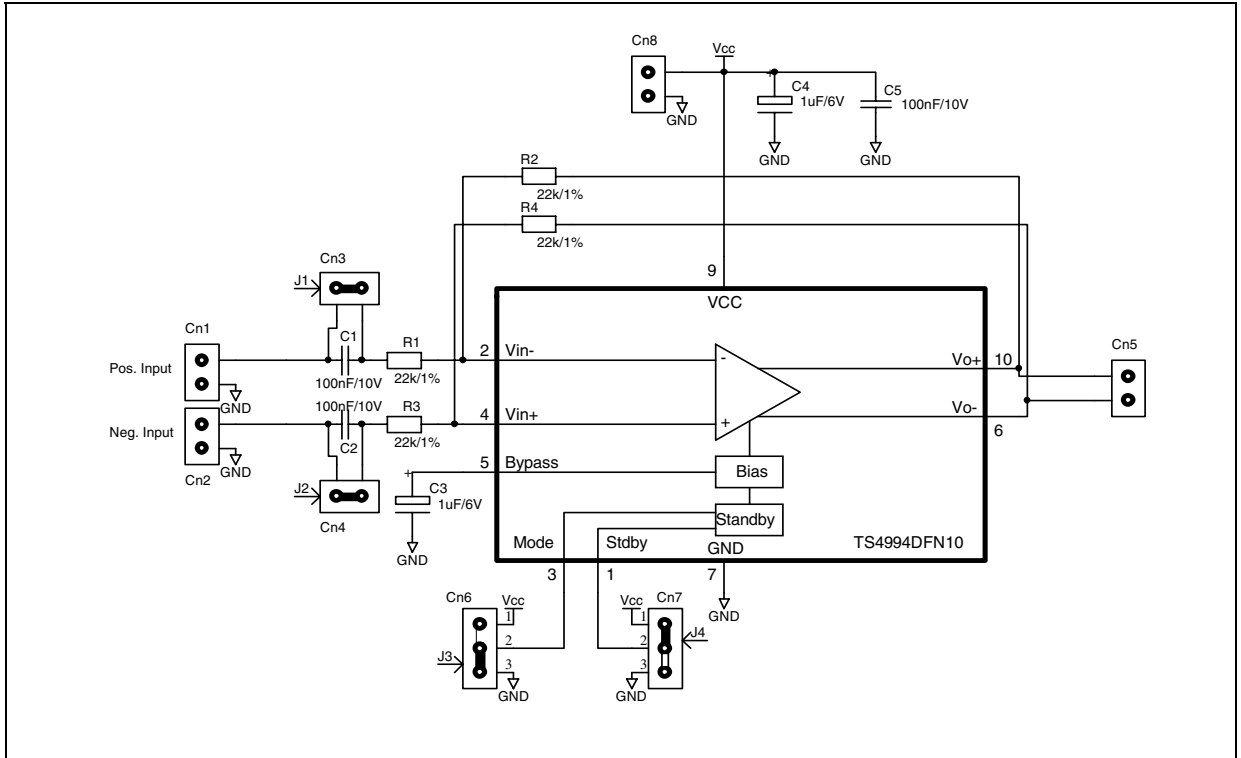 Cn8
Vcc
C4
1uF/6V
C5
100nF/10V
+
GND
GND
GND
R2
22k/1%
R4
22k/1%
9
VCC
Cn3
J1
Cn1
C1
R1
Pos. Input
100nF/10V
22k/1%
GND
2
Vin-
-
Vo+
10
Cn5
100nF/10V
R3
Neg. Input
C2
22k/1%
GND
Cn2
4
Vin+
+
Vo-
6
J2
Cn4
+
C3
1uF/6V
GND
5
Bypass
Bias
Standby
Mode
Stdby
GND
TS4994DFN10
3
1
7
GND
Cn6
Vcc
1
2
3
J3
GND
Vcc
Cn7
1
2
3
J4
GND